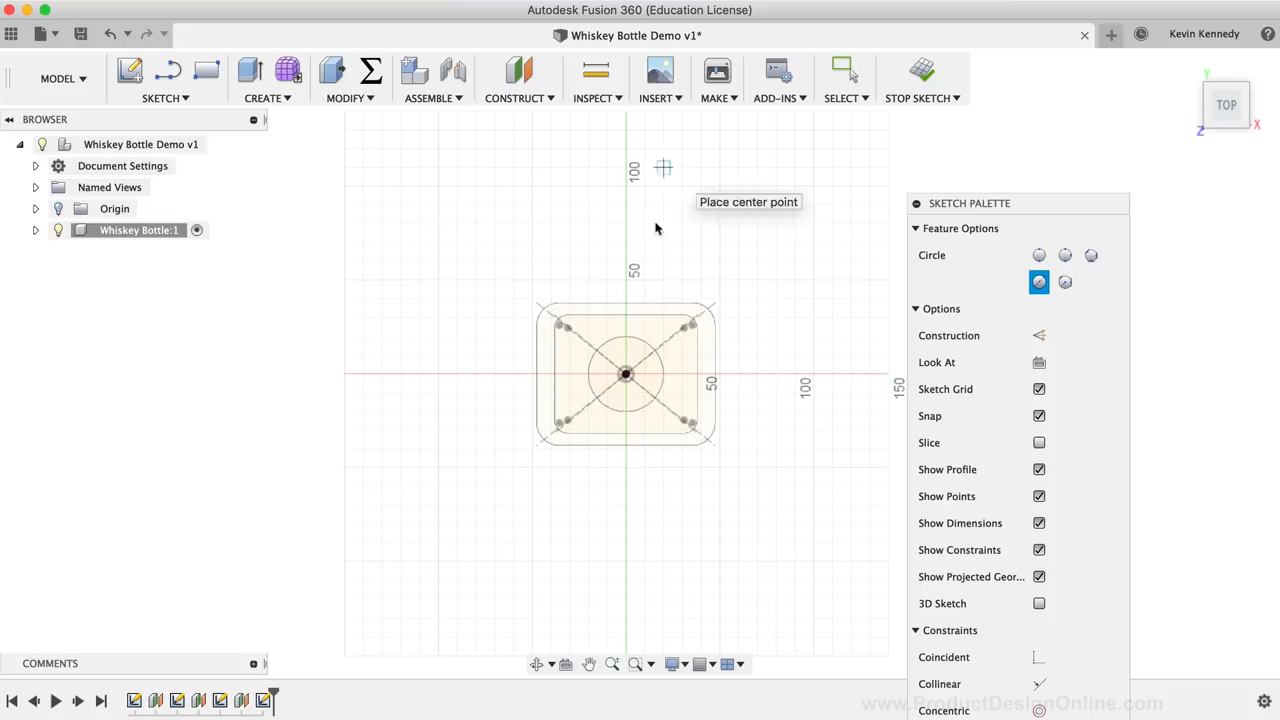 Autodesk Fusion 360 (Education License)
Whiskey Bottle Demo v1*
Kevin Kennedy
MODEL
SKETCH
CREATE
MODIFY
ASSEMBLE
CONSTRUCT
INSPECT
INSERT
MAKE
ADD-INS
SELECT
STOP SKETCH
BROWSER
Whiskey Bottle Demo v1
Document Settings
Named Views
Origin
Whiskey Bottle:1
100
50
50
100
150
Place center point
Y
TOP
X
Z
SKETCH PALETTE
Feature Options
Circle
Options
Construction
Look At
Sketch Grid
Snap
Slice
Show Profile
Show Points
Show Dimensions
Show Constraints
Show Projected Geor...
3D Sketch
Constraints
Coincident
Collinear
Concentric
COMMENTS
www.ProductDesignOnline.com